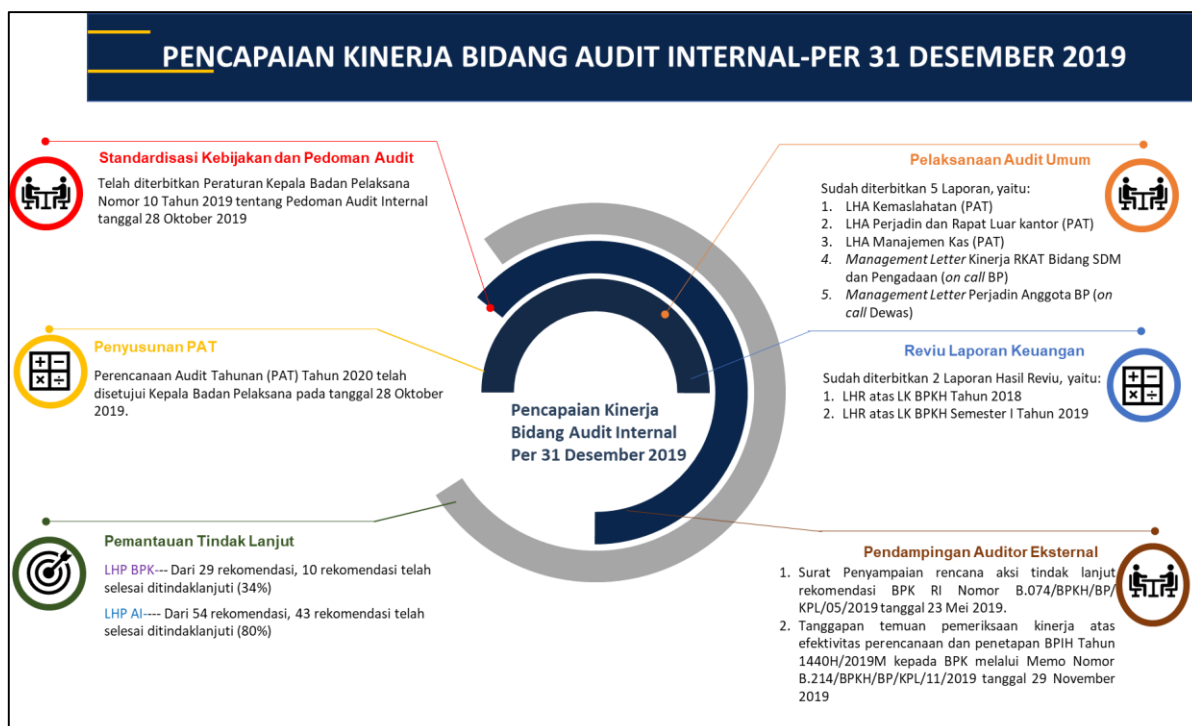 PENCAPAIAN KINERJA BIDANG AUDIT INTERNAL-PER 31 DESEMBER 2019
Standardisasi Kebijakan dan Pedoman Audit
Telah diterbitkan Peraturan Kepala Badan Pelaksana
Nomor 10 Tahun 2019 tentang Pedoman Audit Internal
tanggal 28 Oktober 2019
Penyusunan PAT
Perencanaan Audit Tahunan (PAT) Tahun 2020 telah
disetujui Kepala Badan Pelaksana pada tanggal 28 Oktober
2019.
Pemantauan Tindak Lanjut
LHP BPK--- Dari 29 rekomendasi, 10 rekomendasi telah
selesai ditindaklanjuti (34%)
LHP AI---- Dari 54 rekomendasi, 43 rekomendasi telah
selesai ditindaklanjuti (80%)
Pencapaian Kinerja
Bidang Audit Internal
Per 31 Desember 2019
Pelaksanaan Audit Umum
Sudah diterbitkan 5 Laporan, yaitu:
1. LHA Kemaslahatan (PAT)
2. LHA Perjadin dan Rapat Luar kantor (PAT)
3. LHA Manajemen Kas (PAT)
4. Management Letter Kinerja RKAT Bidang SDM
dan Pengadaan (on call BP)
5. Management Letter Perjadin Anggota BP (on
call Dewas)
Reviu Laporan Keuangan
Sudah diterbitkan 2 Laporan Hasil Reviu, yaitu:
1. LHR atas LK BPKH Tahun 2018
2. LHR atas LK BPKH Semester I Tahun 2019
Pendampingan Auditor Eksternal
1. Surat Penyampaian rencana aksi tindak lanjut
rekomendasi BPK RI Nomor B.074/BPKH/BP/
KPL/05/2019 tanggal 23 Mei 2019.
2. Tanggapan temuan pemeriksaan kinerja atas
efektivitas perencanaan dan penetapan BPIH Tahun
1440H/2019M kepada BPK melalui Memo Nomor
B.214/BPKH/BP/KPL/11/2019 tanggal 29 November
2019